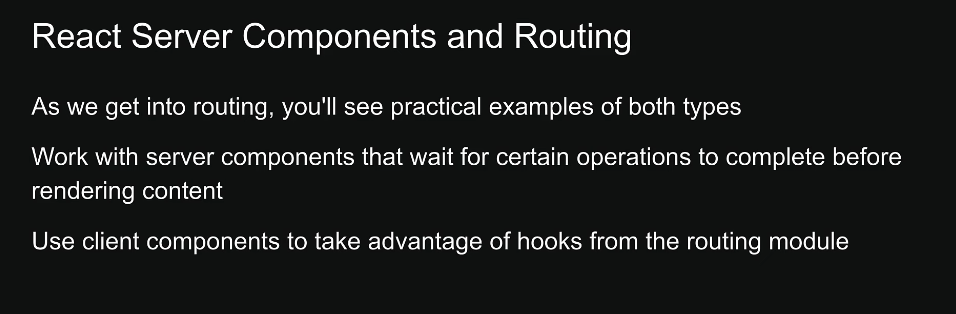 React Server Components and Routing
As we get into routing, you'll see practical examples of both types
Work with server components that wait for certain operations to complete before
rendering content
Use client components to take advantage of hooks from the routing module